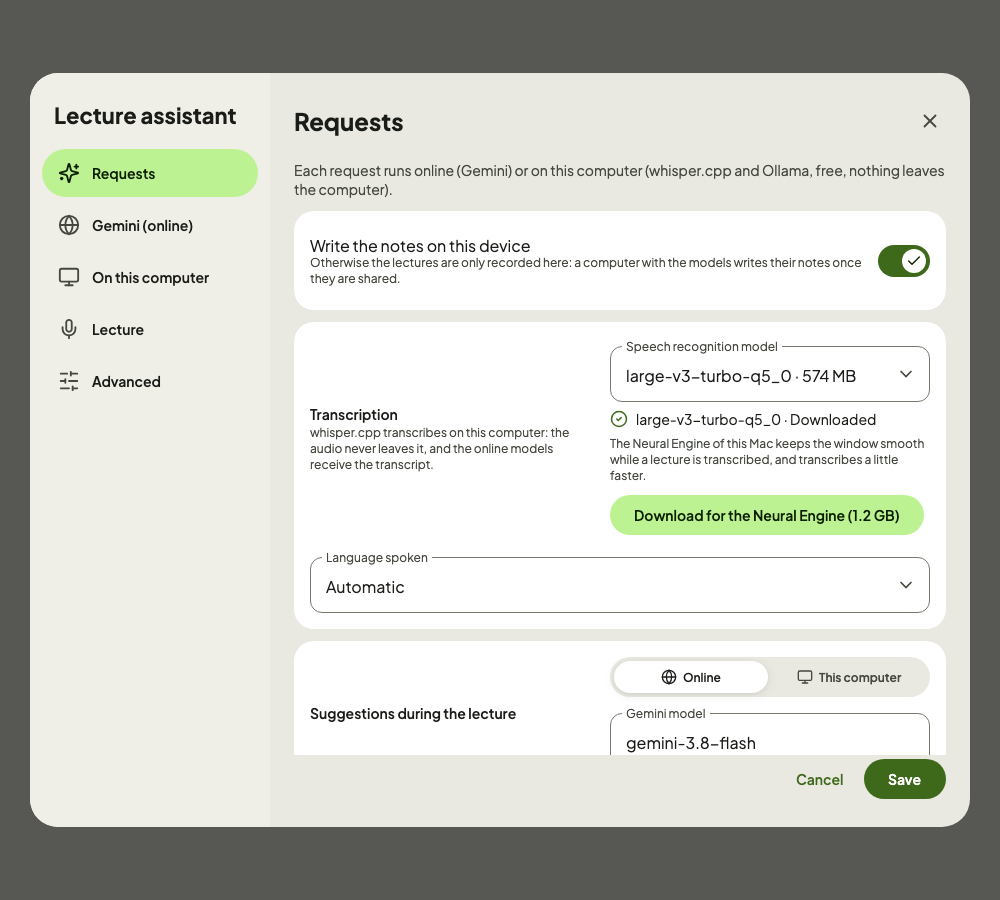 Lecture assistant
Requests
Gemini (online)
On this computer
Lecture
Advanced
Requests
Each request runs online (Gemini) or on this computer (whisper.cpp and Ollama, free, nothing leaves
the computer).
Write the notes on this device
Otherwise the lectures are only recorded here: a computer with the models writes their notes once
they are shared.
Transcription
whisper.cpp transcribes on this computer: the
audio never leaves it, and the online models
receive the transcript.
Speech recognition model
large-v3-turbo-q5_0 · 574 MB
large-v3-turbo-q5_0 · Downloaded
The Neural Engine of this Mac keeps the window smooth
while a lecture is transcribed, and transcribes a little
faster.
Download for the Neural Engine (1.2 GB)
Language spoken
Automatic
Suggestions during the lecture
Online
This computer
Gemini model
gemini-3.8-flash
Cancel
Save